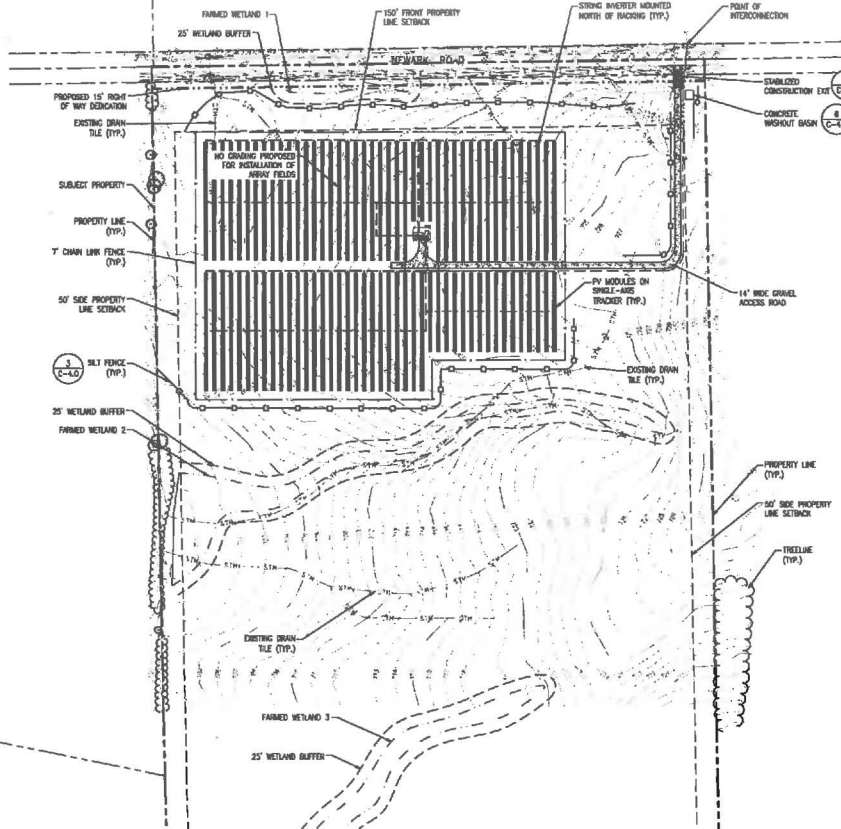 FARMED WETLAND 1
25' WETLAND BUFFER
150' FRONT PROPERTY
LINE SETBACK
STRING INVERTER MOUNTED
NORTH OF RACKING (TYP.)
POINT OF
INTERCONNECTION
NEWARK ROAD
PROPOSED 15' RIGHT
OF WAY DEDICATION
EXISTING DRAIN
TILE (TYP.)
STABILIZED
CONSTRUCTION EXIT
CONCRETE
WASHOUT BASIN
NO GRADING PROPOSED
FOR INSTALLATION OF
ARRAY FIELDS
SUBJECT PROPERTY
PROPERTY LINE
(TYP.)
7' CHAIN LINK FENCE
(TYP.)
50' SIDE PROPERTY
LINE SETBACK
PV MODULES ON
SINGLE-AXIS
TRACKER (TYP.)
14' WIDE GRAVEL
ACCESS ROAD
3
C-4.0
SILT FENCE
(TYP.)
EXISTING DRAIN
TILE (TYP.)
25' WETLAND BUFFER
FARMED WETLAND 2
PROPERTY LINE
(TYP.)
50' SIDE PROPERTY
LINE SETBACK
TREELINE
(TYP.)
EXISTING DRAIN
TILE (TYP.)
FARMED WETLAND 3
25' WETLAND BUFFER